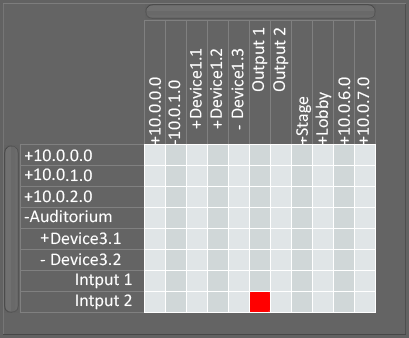 +10.0.0.0
-10.0.1.0
+Device1.1
+Device1.2
- Device1.3
Output 1
Output 2
+Stage
+Lobby
+10.0.6.0
+10.0.7.0
+10.0.0.0
+10.0.1.0
+10.0.2.0
-Auditorium
+Device3.1
- Device3.2
Intput 1
Intput 2